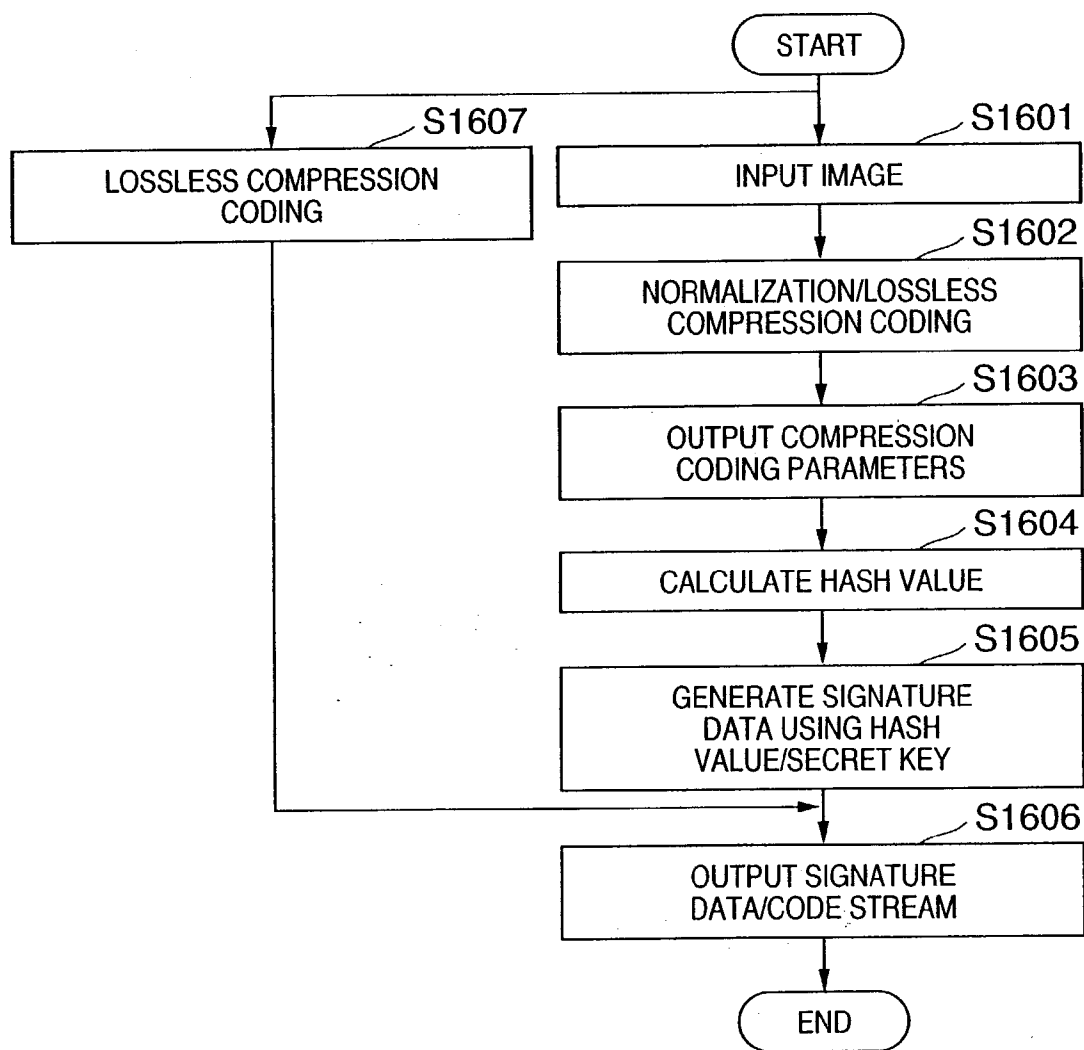 START
S1607
LOSSLESS COMPRESSION
CODING
S1601
INPUT IMAGE
S1602
NORMALIZATION/LOSSLESS
COMPRESSION CODING
S1603
OUTPUT COMPRESSION
CODING PARAMETERS
S1604
CALCULATE HASH VALUE
S1605
GENERATE SIGNATURE
DATA USING HASH
VALUE/SECRET KEY
S1606
OUTPUT SIGNATURE
DATA/CODE STREAM
END